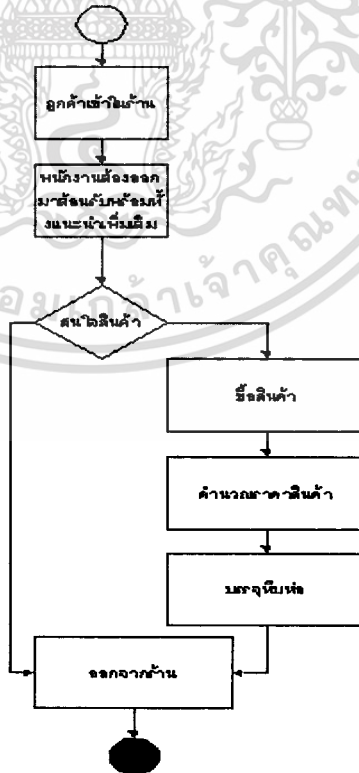 ลูกค้าเข้าในร้าน
พนักงานต้องออก
มาต้อนรับพร้อมทั้
งแนะนำเพิ่มเติม
สนใจสินค้า
ซื้อสินค้า
คำนวณราคาสินค้า
บรรจุหีบห่อ
ออกจากร้าน